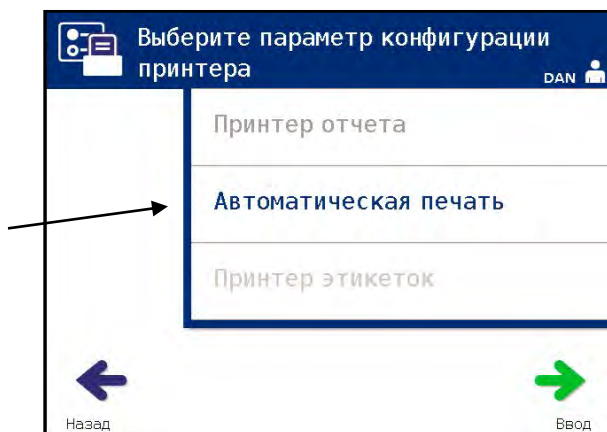 Выберите параметр конфигурации
принтера
DAN
Принтер отчета
Автоматическая печать
Принтер этикеток
Назад
Ввод